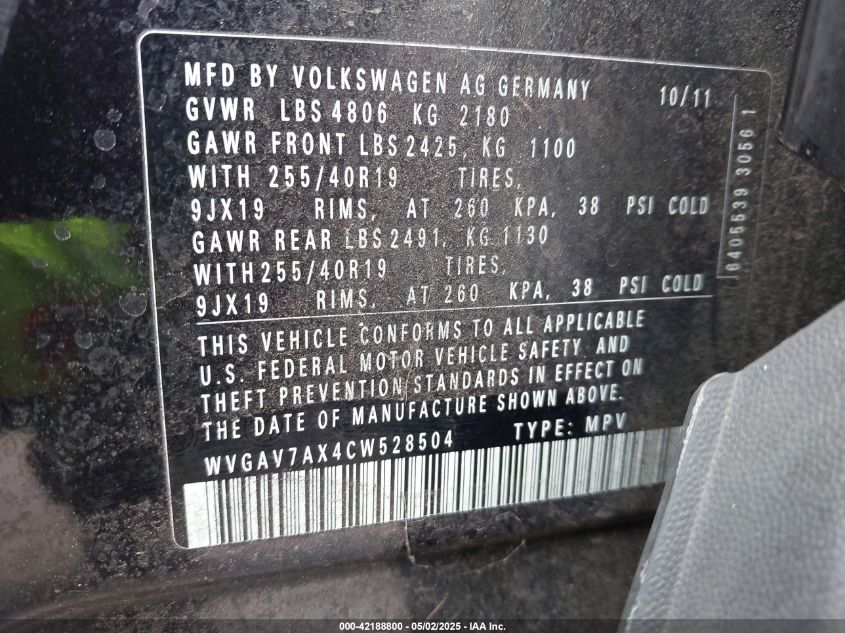 MFD BY VOLKSWAGEN AG GERMANY 10/11
GVWR LBS 4806 KG 2180
GAWR FRONT LBS 2425, KG 1100
WITH 255/40R19 TIRES,
9JX19 RIMS, AT 260 KPA, 38 PSI COLD
GAWR REAR LBS 2491, KG 1130
WITH 255/40R19 TIRES,
9JX19 RIMS, AT 260 KPA, 38 PSI COLD
THIS VEHICLE CONFORMS TO ALL APPLICABLE
U.S. FEDERAL MOTOR VEHICLE SAFETY AND
THEFT PREVENTION STANDARDS IN EFFECT ON
THE DATE OF MANUFACTURE SHOWN ABOVE.
WVGAV7AX4CW528504 TYPE: MPV
6405539 3056 1
000-42188800 - 05/02/2025 - IAA Inc.